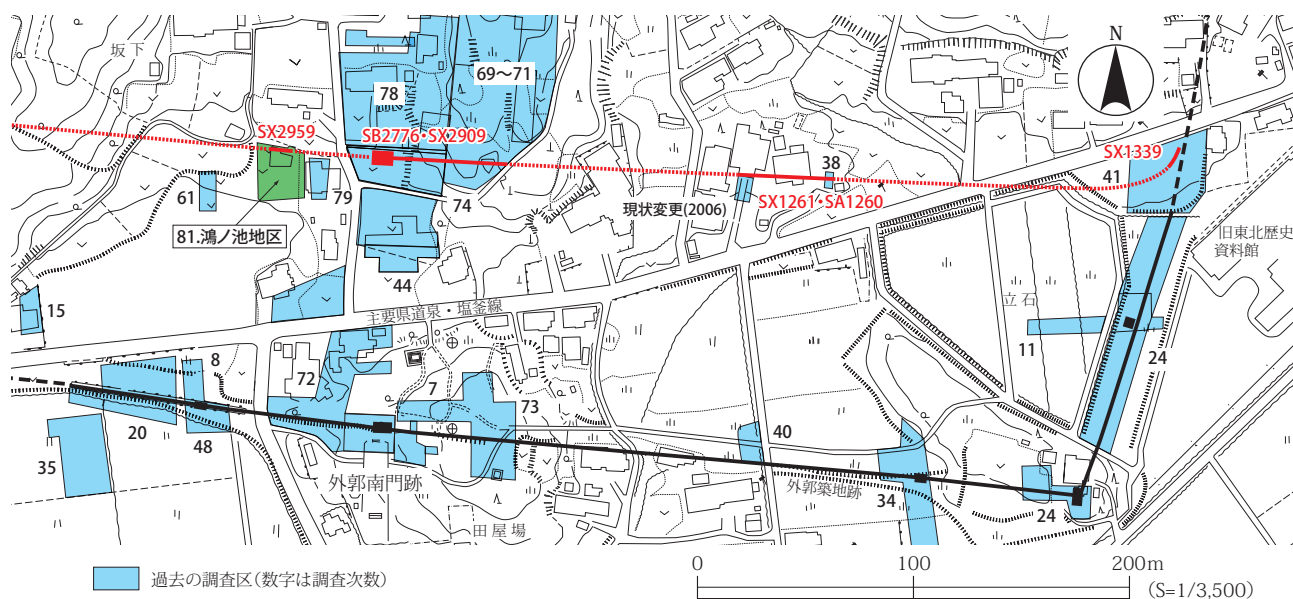 坂下
N
69〜71
78
SX2959
SB2776・SX2909
SX1339
38
41
61
79
74
現状変更(2006)
SX1261・SA1260
81.鴻ノ池地区
旧東北歴史
資料館
15
44
主要県道泉・塩釜線
立石
11
24
8
72
7
73
20
48
40
35
外郭南門跡
外郭築地跡
34
24
田屋場
過去の調査区(数字は調査次数)
0
100
200m
(S=1/3,500)